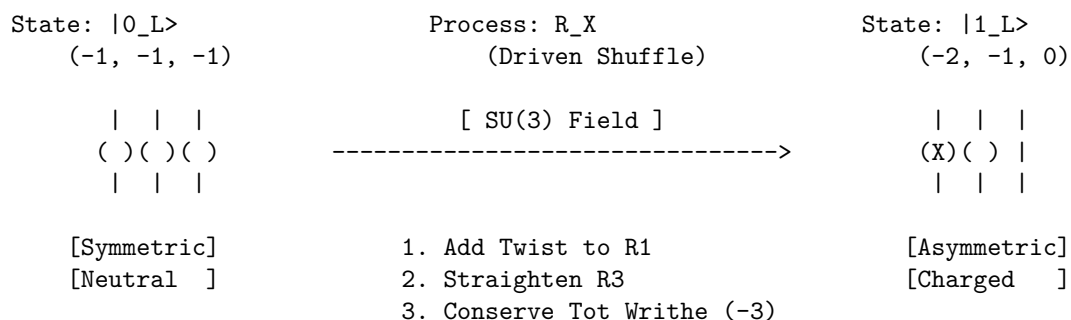 State: |0_L>                    Process: R_X                    State: |1_L>
(-1, -1, -1)                    (Driven Shuffle)                    (-2, -1, 0)
|  |  |                    [ SU(3) Field ]                    |  |  |
( )( )( )          -------------------------------->          (X)( ) |
|  |  |                                        |  |  |
[Symmetric]                    1. Add Twist to R1                    [Asymmetric]
[Neutral  ]                    2. Straighten R3                    [Charged   ]
3. Conserve Tot Writhe (-3)